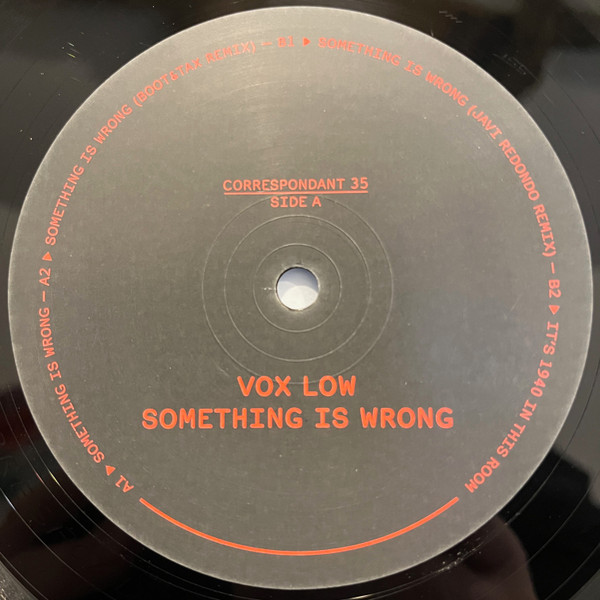 CORRESPONDANT 35
SIDE A
VOX LOW
SOMETHING IS WRONG
A1 ▶ SOMETHING IS WRONG — A2 ▶ SOMETHING IS WRONG (BOOTSTAX REMIX) — B1 ▶ SOMETHING IS WRONG (JAVI REDONDO REMIX) — B2 ▶ IT'S 1940 IN THIS ROOM